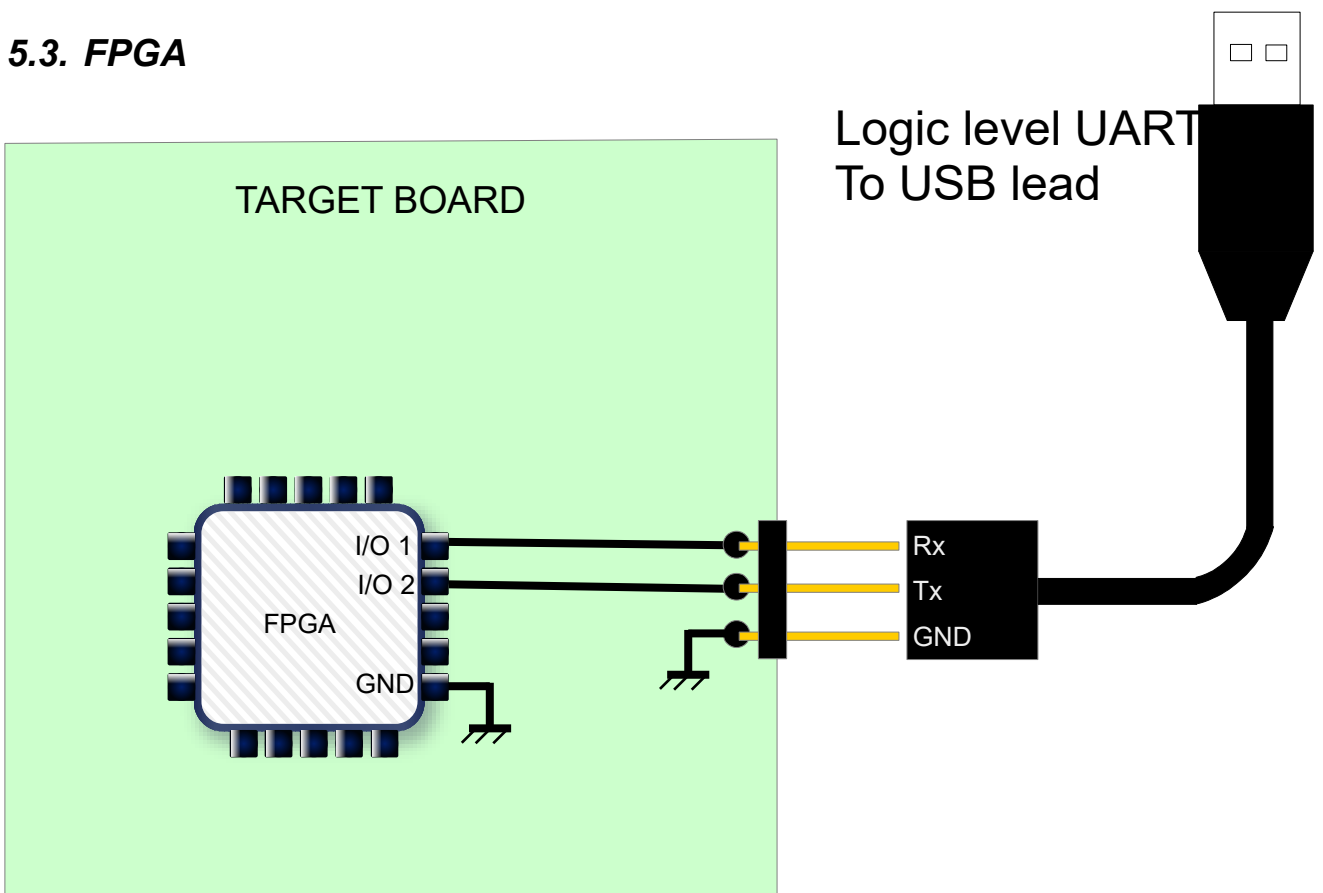 5.3. FPGA
Logic level UART
To USB lead
TARGET BOARD
I/O 1
I/O 2
FPGA
GND
Rx
Tx
GND